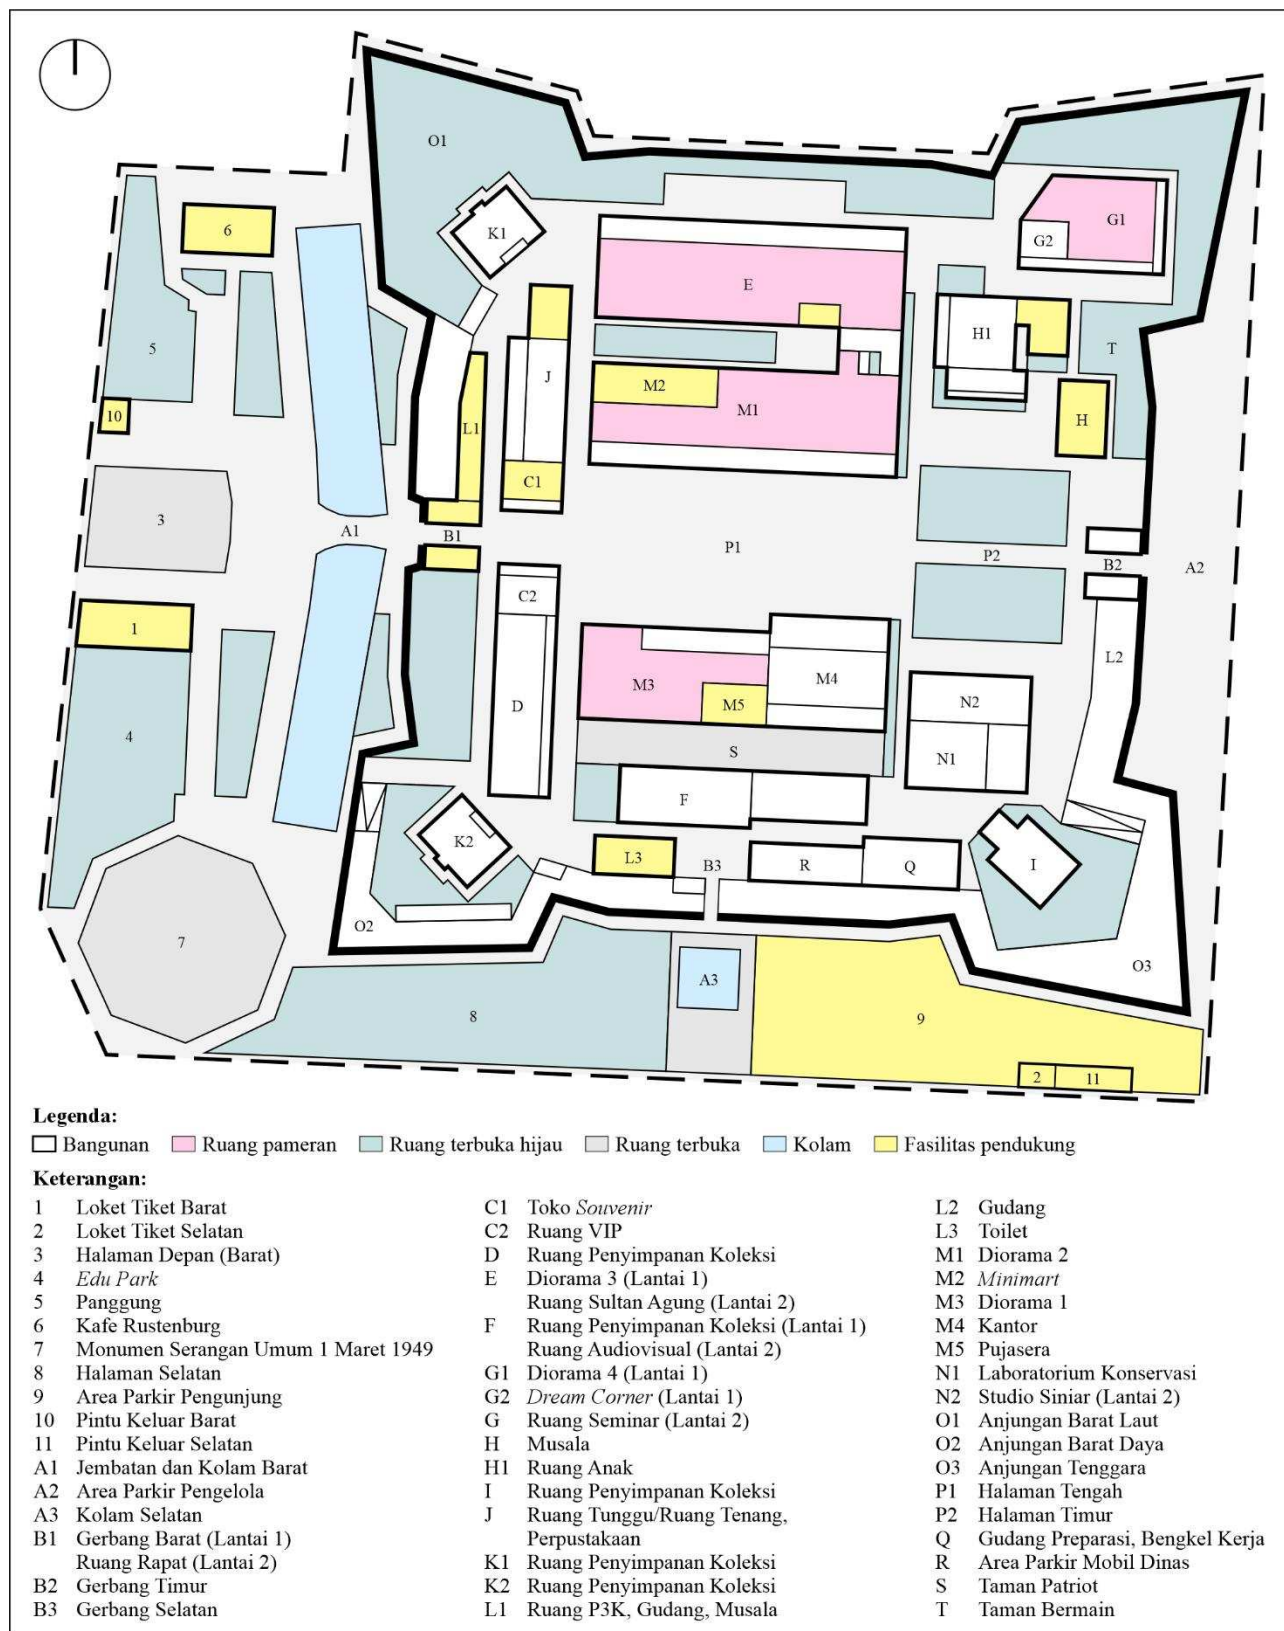 O1
K1
6
E
G1
G2
5
J
H1
T
M2
M1
L1
H
10
C1
3
A1
B1
P1
P2
B2
A2
C2
1
L2
M3
M4
N2
D
M5
4
S
N1
F
K2
L3
B3
R
Q
I
O2
7
O3
A3
8
9
2
11
Legenda:
Bangunan Ruang pameran Ruang terbuka hijau Ruang terbuka Kolam Fasilitas pendukung
Keterangan:
1 Loket Tiket Barat
2 Loket Tiket Selatan
3 Halaman Depan (Barat)
4 Edu Park
5 Panggung
6 Kafe Rustenburg
7 Monumen Serangan Umum 1 Maret 1949
8 Halaman Selatan
9 Area Parkir Pengunjung
10 Pintu Keluar Barat
11 Pintu Keluar Selatan
A1 Jembatan dan Kolam Barat
A2 Area Parkir Pengelola
A3 Kolam Selatan
B1 Gerbang Barat (Lantai 1)
Ruang Rapat (Lantai 2)
B2 Gerbang Timur
B3 Gerbang Selatan
C1 Toko Souvenir
C2 Ruang VIP
D Ruang Penyimpanan Koleksi
E Diorama 3 (Lantai 1)
Ruang Sultan Agung (Lantai 2)
F Ruang Penyimpanan Koleksi (Lantai 1)
Ruang Audiovisual (Lantai 2)
G1 Diorama 4 (Lantai 1)
G2 Dream Corner (Lantai 1)
G Ruang Seminar (Lantai 2)
H Musala
H1 Ruang Anak
I Ruang Penyimpanan Koleksi
J Ruang Tunggu/Ruang Tenang,
Perpustakaan
K1 Ruang Penyimpanan Koleksi
K2 Ruang Penyimpanan Koleksi
L1 Ruang P3K, Gudang, Musala
L2 Gudang
L3 Toilet
M1 Diorama 2
M2 Minimart
M3 Diorama 1
M4 Kantor
M5 Pujasera
N1 Laboratorium Konservasi
N2 Studio Siniar (Lantai 2)
O1 Anjungan Barat Laut
O2 Anjungan Barat Daya
O3 Anjungan Tenggara
P1 Halaman Tengah
P2 Halaman Timur
Q Gudang Preparasi, Bengkel Kerja
R Area Parkir Mobil Dinas
S Taman Patriot
T Taman Bermain